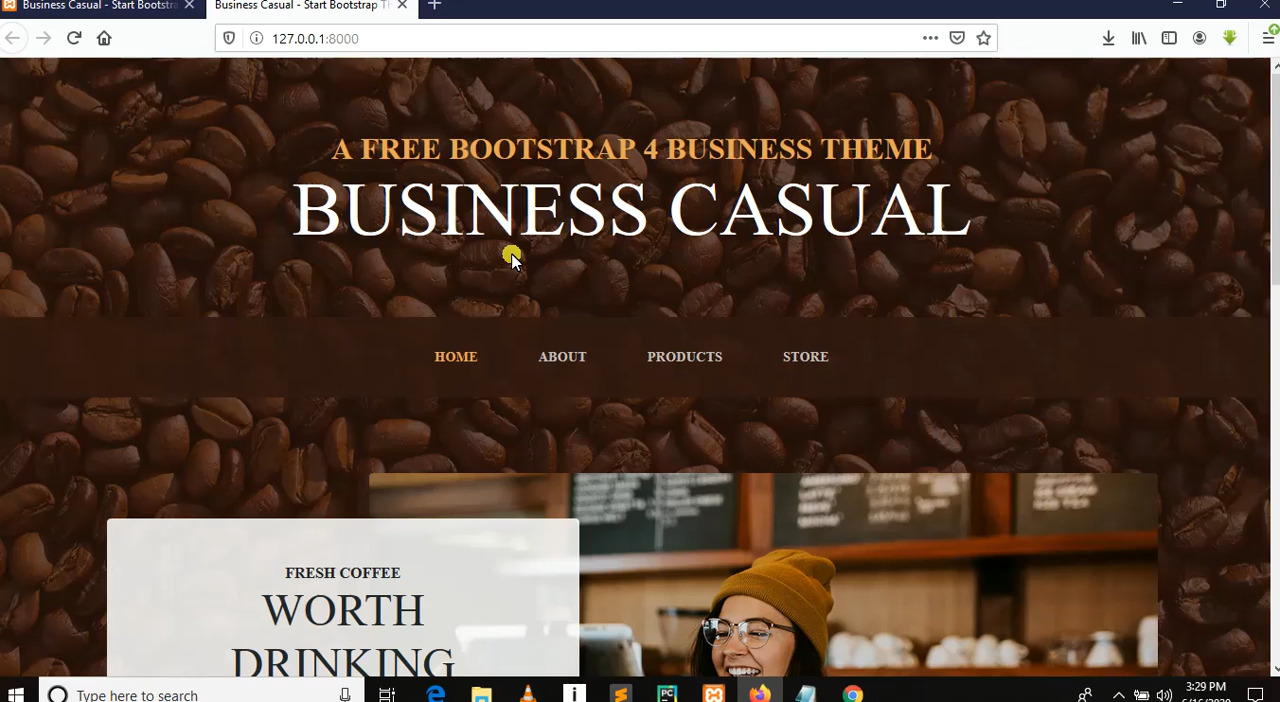 Business Casual - Start Bootstra
Business Casual - Start Bootstrap Th
127.0.0.1:8000
A FREE BOOTSTRAP 4 BUSINESS THEME
BUSINESS CASUAL
HOME ABOUT PRODUCTS STORE
FRESH COFFEE
WORTH
DRINKING
Type here to search
PC
3:29 PM